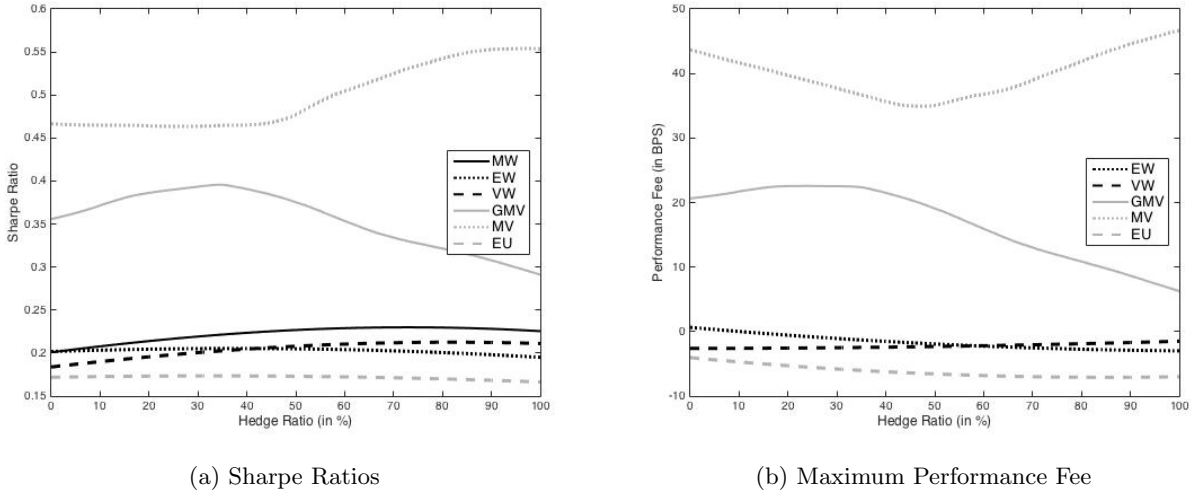 0.6
0.55
0.5
0.45
0.4
0.35
0.3
0.25
0.2
0.15
Sharpe Ratio
MW
EW
VW
GMV
MV
EU
0 10 20 30 40 50 60 70 80 90 100
Hedge Ratio (in %)
(a) Sharpe Ratios
50
40
30
20
10
0
-10
Performance Fee (in BPS)
EW
VW
GMV
MV
EU
0 10 20 30 40 50 60 70 80 90 100
Hedge Ratio (in %)
(b) Maximum Performance Fee